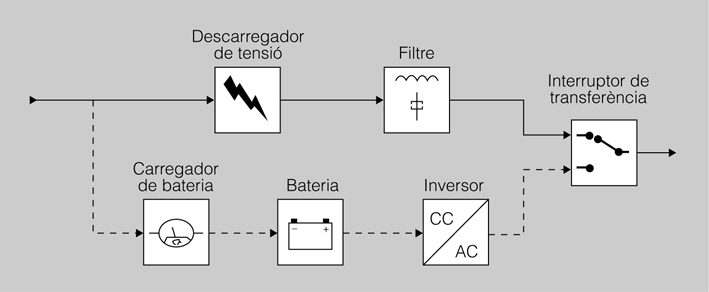 Descarregador
de tensió
Filtre
Interruptor de
transferència
Carregador
de bateria
Bateria
Inversor
− +
CC
AC